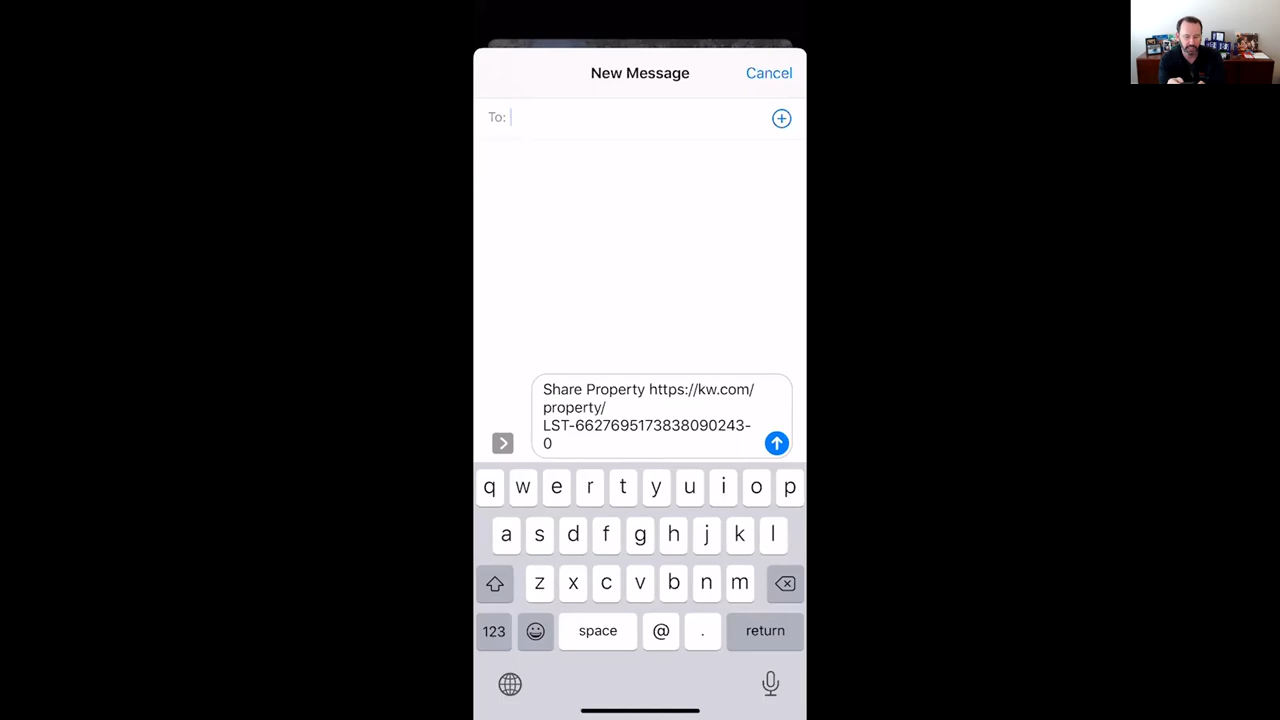 New Message
Cancel
To:
Share Property https://kw.com/
property/
LST-6627695173838090243-
0
q w e r t y u i o p
a s d f g h j k l
z x c v b n m
123 space @ . return